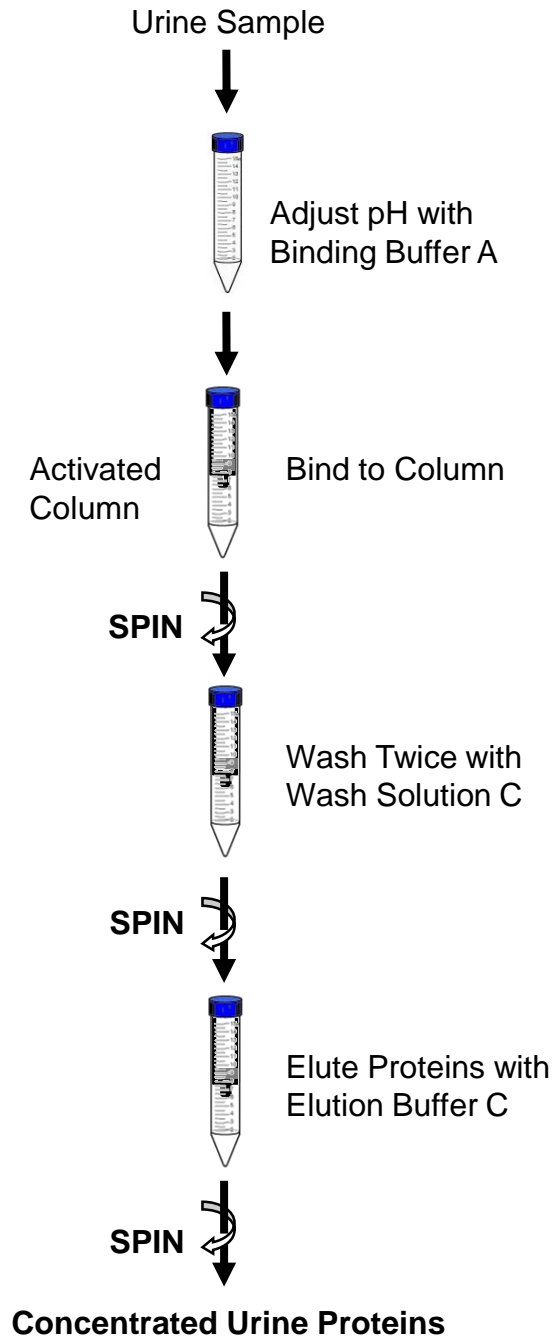 Urine Sample
Adjust pH with
Binding Buffer A
Activated
Column
Bind to Column
SPIN
Wash Twice with
Wash Solution C
SPIN
Elute Proteins with
Elution Buffer C
SPIN
Concentrated Urine Proteins